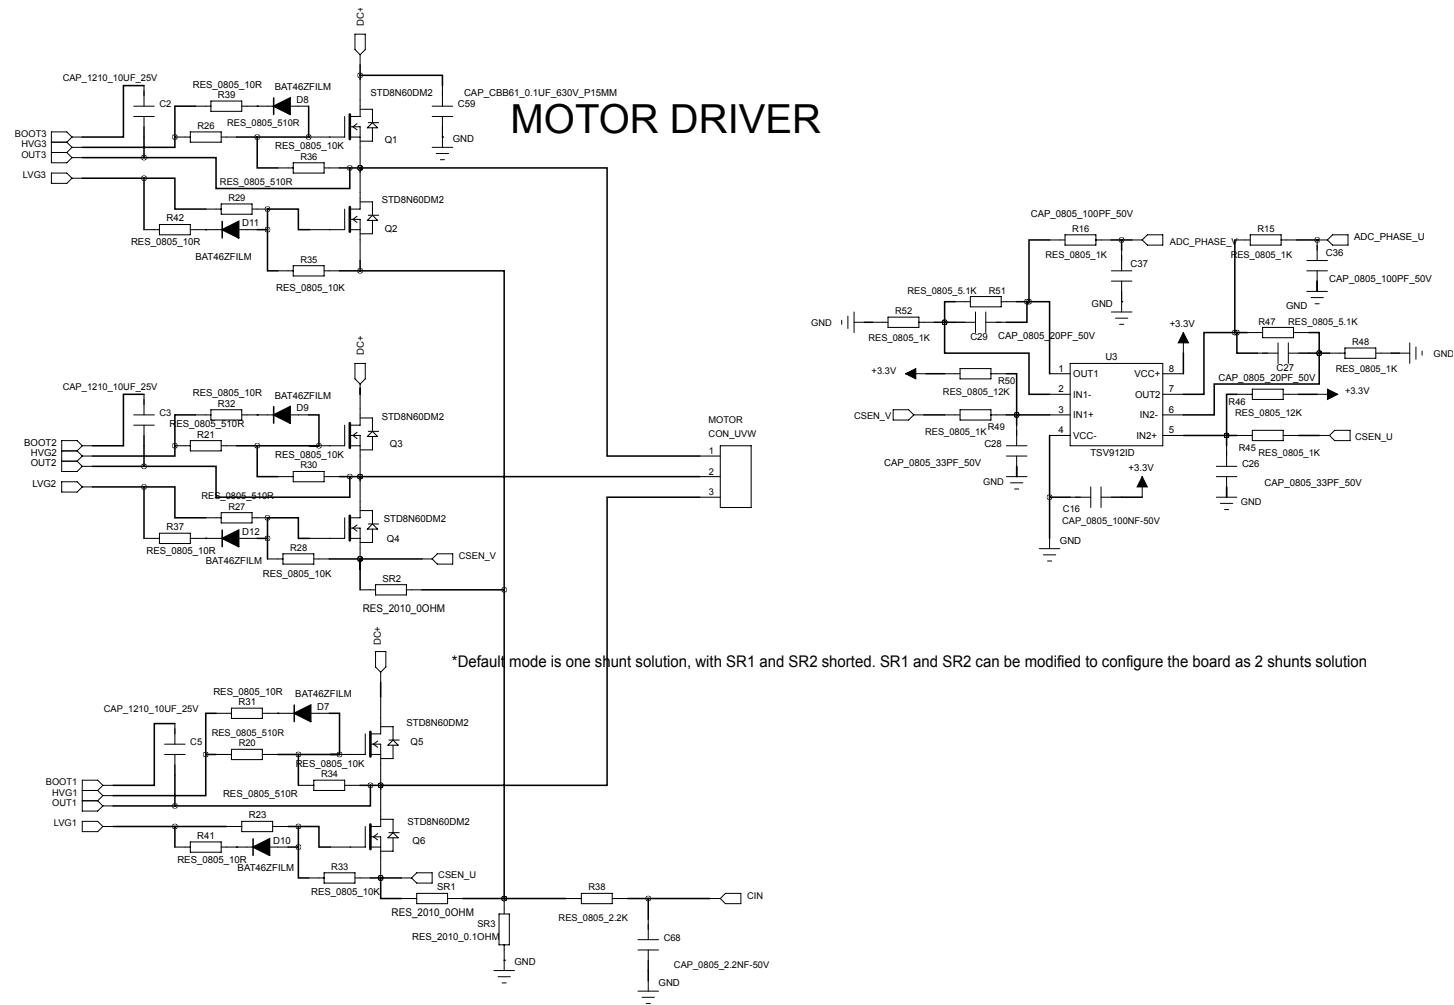 DC+
CAP_1210_10UF_25V
RES_0805_10R
BAT46ZFILM
R39
D8
STD8N60DM2
CAP_CBB61_0.1UF_630V_P15MM
C59
MOTOR DRIVER
C2
RES_0805_510R
R26
BOOT3
HVG3
OUT3
RES_0805_10K
Q1
GND
R36
LVG3
RES_0805_510R
R29
STD8N60DM2
R42
D11
Q2
RES_0805_10R
BAT46ZFILM
R35
RES_0805_10K
DC+
CAP_1210_10UF_25V
RES_0805_10R
BAT46ZFILM
R32
D9
C3
RES_0805_510R
R21
STD8N60DM2
BOOT2
HVG2
OUT2
RES_0805_10K
Q3
R30
LVG2
RES_0805_510R
R27
STD8N60DM2
R37
D12
Q4
RES_0805_10R
BAT46ZFILM
R28
RES_0805_10K
CSEN_V
SR2
RES_2010_0OHM
MOTOR
CON_UVW
1
2
3
DC+
*Default mode is one shunt solution, with SR1 and SR2 shorted. SR1 and SR2 can be modified to configure the board as 2 shunts solution
RES_0805_10R
BAT46ZFILM
R31
D7
CAP_1210_10UF_25V
STD8N60DM2
C5
RES_0805_510R
R20
Q5
RES_0805_10K
R34
BOOT1
HVG1
OUT1
RES_0805_510R
LVG1
R23
STD8N60DM2
R41
D10
Q6
RES_0805_10R
BAT46ZFILM
R33
RES_0805_10K
CSEN_U
SR1
RES_2010_0OHM
SR3
RES_2010_0.1OHM
GND
R38
RES_0805_2.2K
CIN
C68
CAP_0805_2.2NF-50V
GND
CAP_0805_100PF_50V
R16
RES_0805_1K
ADC_PHASE_V
C37
GND
R15
RES_0805_1K
ADC_PHASE_U
C36
CAP_0805_100PF_50V
GND
RES_0805_5.1K
R51
GND
R52
RES_0805_1K
C29
CAP_0805_20PF_50V
+3.3V
R47
RES_0805_5.1K
R48
GND
RES_0805_1K
C27
CAP_0805_20PF_50V
U3
+3.3V
R50
RES_0805_12K
1 OUT1
2 IN1-
3 IN1+
4 VCC-
VCC+ 8
OUT2 7
IN2- 6
IN2+ 5
TSV912ID
R46
+3.3V
RES_0805_12K
CSEN_V
R49
RES_0805_1K
C28
CAP_0805_33PF_50V
GND
CSEN_U
R45
RES_0805_1K
C26
CAP_0805_33PF_50V
GND
+3.3V
C16
CAP_0805_100NF-50V
GND